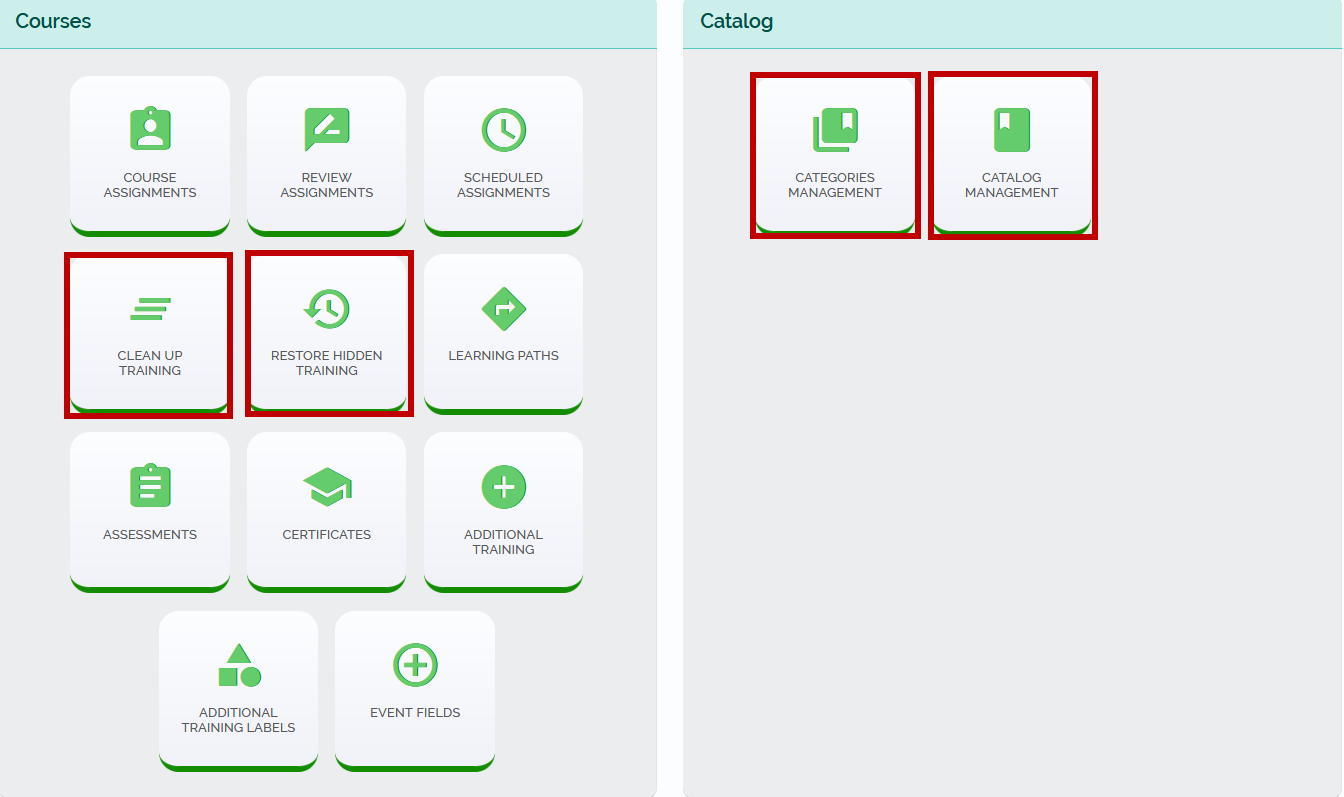 Courses
COURSE
ASSIGNMENTS
REVIEW
ASSIGNMENTS
SCHEDULED
ASSIGNMENTS
CLEAN UP
TRAINING
RESTORE HIDDEN
TRAINING
LEARNING PATHS
ASSESSMENTS
CERTIFICATES
ADDITIONAL
TRAINING
ADDITIONAL
TRAINING LABELS
EVENT FIELDS
Catalog
CATEGORIES
MANAGEMENT
CATALOG
MANAGEMENT